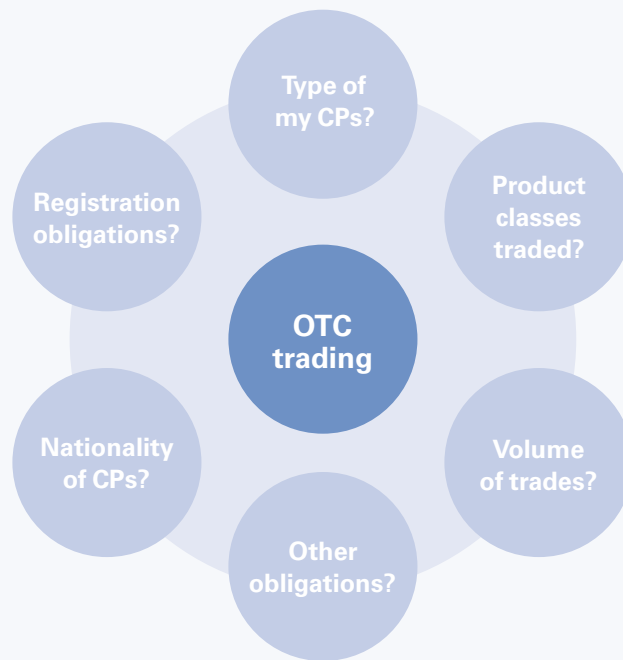 Type of
my CPs?
Product
classes
traded?
Volume
of trades?
Other
obligations?
Nationality
of CPs?
Registration
obligations?
OTC
trading